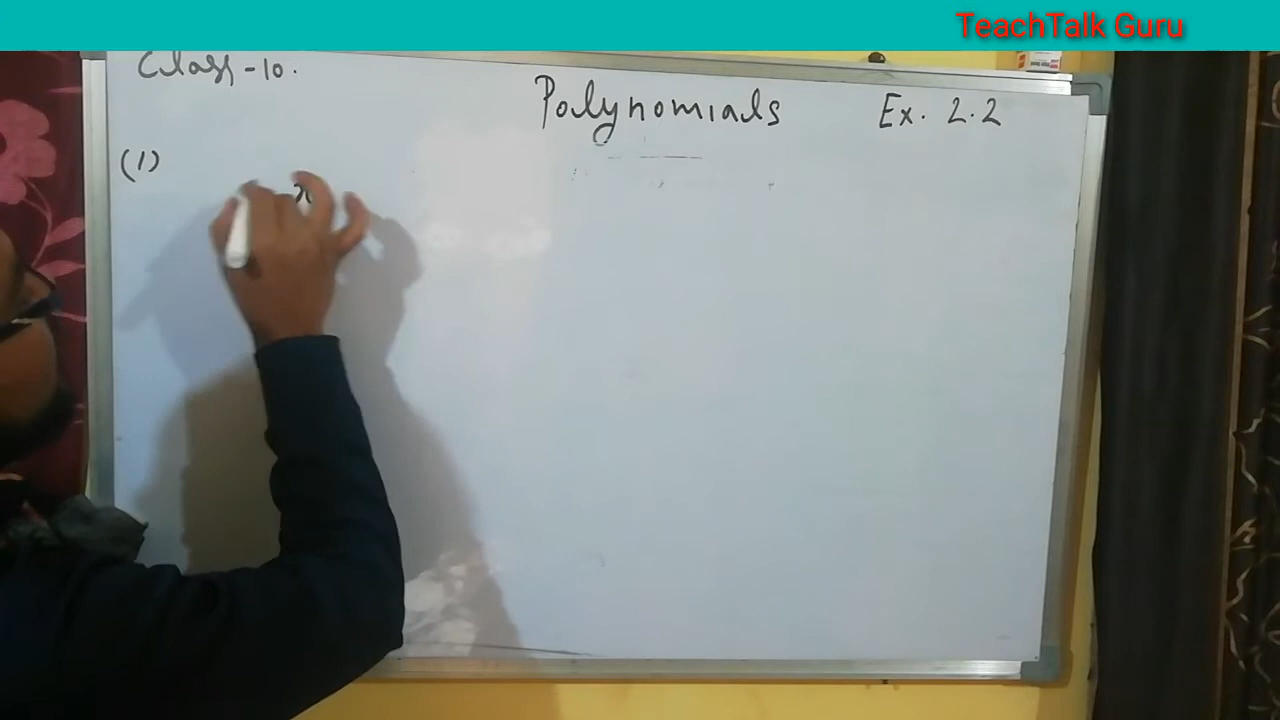 TeachTalk Guru
Class - 10.
Polynomials Ex. 2.2
(1) x